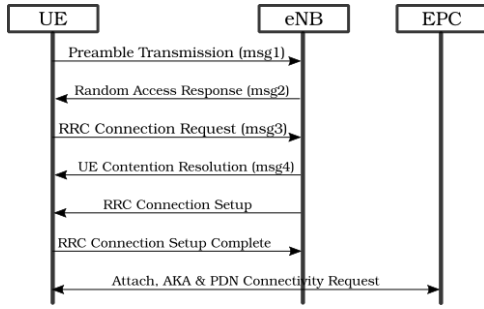 UE eNB EPC
Preamble Transmission (msg1)
Random Access Response (msg2)
RRC Connection Request (msg3)
UE Contention Resolution (msg4)
RRC Connection Setup
RRC Connection Setup Complete
Attach, AKA & PDN Connectivity Request